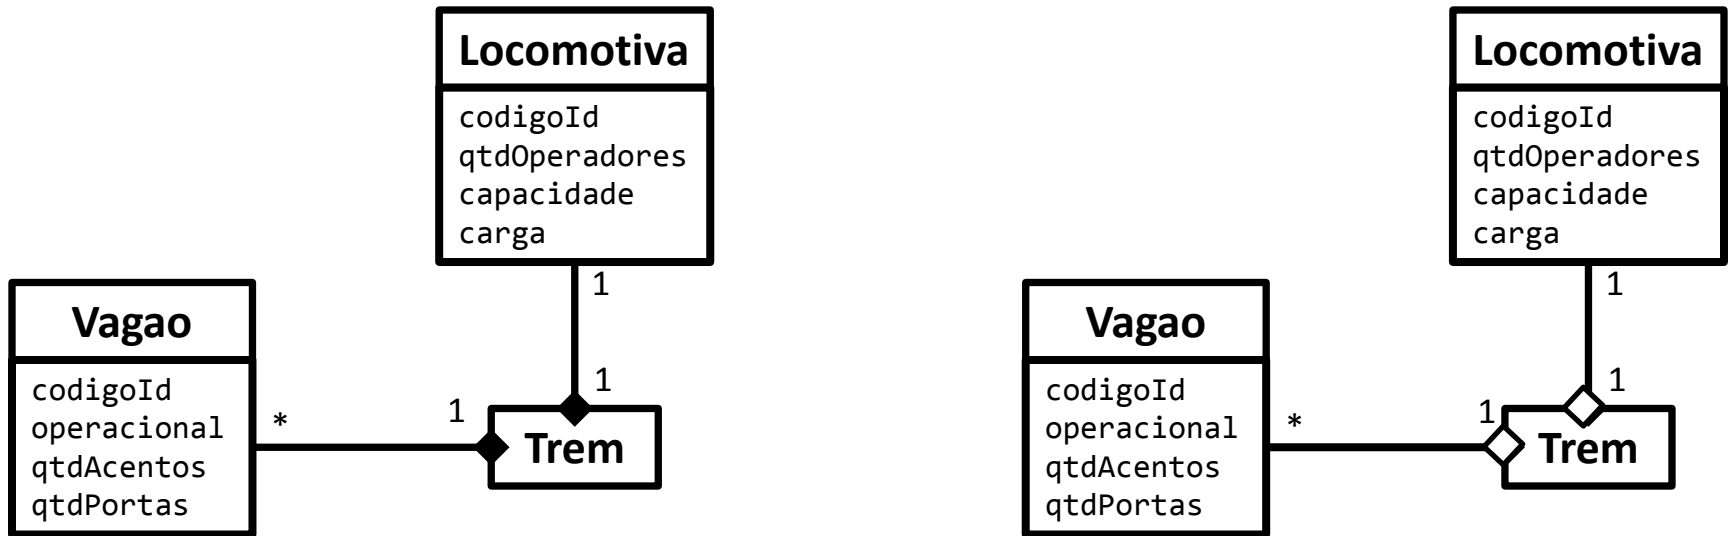 Locomotiva
codigoId
qtdOperadores
capacidade
carga
1
1
Vagao
codigoId
operacional
qtdAcentos
qtdPortas
*
1
Trem
Locomotiva
codigoId
qtdOperadores
capacidade
carga
1
1
Vagao
codigoId
operacional
qtdAcentos
qtdPortas
*
1
Trem